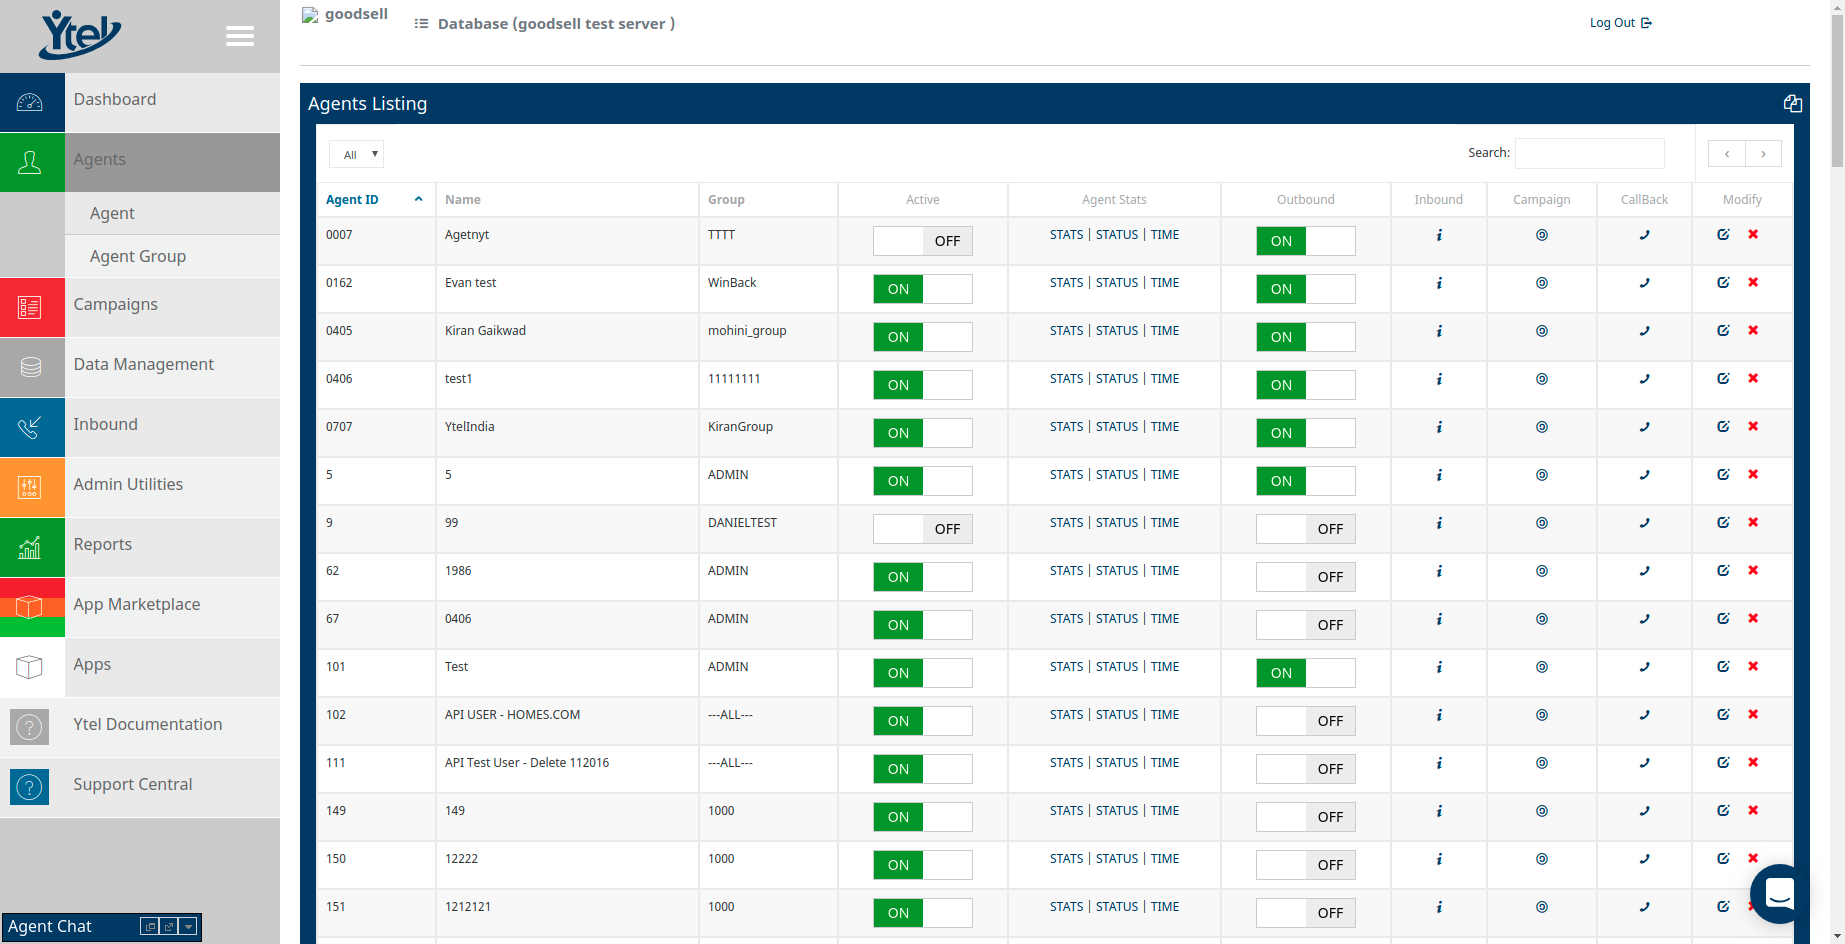 Ytel
goodsell
Database (goodsell test server )
Log Out
Dashboard
Agents
Agent
Agent Group
Campaigns
Data Management
Inbound
Admin Utilities
Reports
App Marketplace
Apps
? Ytel Documentation
? Support Central
Agent Chat
Agents Listing
All
Search:
‹ ›
Agent ID Name Group Active Agent Stats Outbound Inbound Campaign CallBack Modify
0007 Agetnyt TTTT OFF STATS | STATUS | TIME ON i
0162 Evan test WinBack ON STATS | STATUS | TIME ON i
0405 Kiran Gaikwad mohini_group ON STATS | STATUS | TIME ON i
0406 test1 11111111 ON STATS | STATUS | TIME ON i
0707 YtelIndia KiranGroup ON STATS | STATUS | TIME ON i
5 5 ADMIN ON STATS | STATUS | TIME ON i
9 99 DANIELTEST OFF STATS | STATUS | TIME OFF i
62 1986 ADMIN ON STATS | STATUS | TIME OFF i
67 0406 ADMIN ON STATS | STATUS | TIME OFF i
101 Test ADMIN ON STATS | STATUS | TIME ON i
102 API USER - HOMES.COM ---ALL--- ON STATS | STATUS | TIME OFF i
111 API Test User - Delete 112016 ---ALL--- ON STATS | STATUS | TIME OFF i
149 149 1000 ON STATS | STATUS | TIME OFF i
150 12222 1000 ON STATS | STATUS | TIME OFF i
151 1212121 1000 ON STATS | STATUS | TIME OFF i